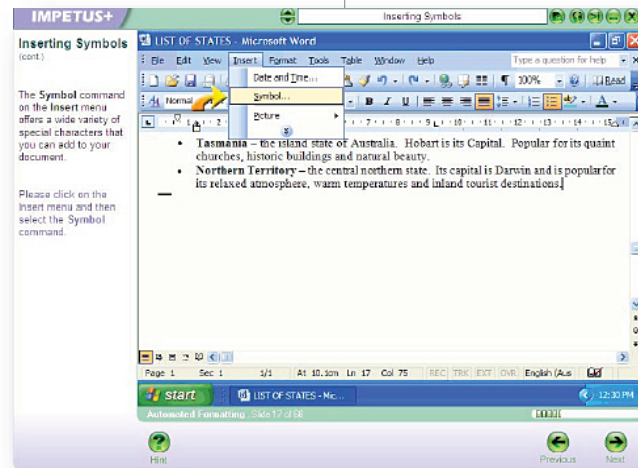 IMPETUS+
Inserting Symbols
Inserting Symbols
(cont.)
The Symbol command
on the Insert menu
offers a wide variety of
special characters that
you can add to your
document.
Please click on the
Insert menu and then
select the Symbol
command.
LIST OF STATES - Microsoft Word
File Edit View Insert Format Tools Table Window Help
Type a question for help
Normal
100%
Read
Date and Time...
Symbol...
Picture
• Tasmania – the island state of Australia. Hobart is its Capital. Popular for its quaint
churches, historic buildings and natural beauty.
• Northern Territory – the central northern state. Its capital is Darwin and is popular for
its relaxed atmosphere, warm temperatures and inland tourist destinations.
Page 1 Sec 1 1/1 At 10.1cm Ln 17 Col 75 REC TRK EXT OVR English (Aus
start
LIST OF STATES - Mic...
12:30 PM
Automated Formatting Slide 17 of 60
Hint
Previous
Next